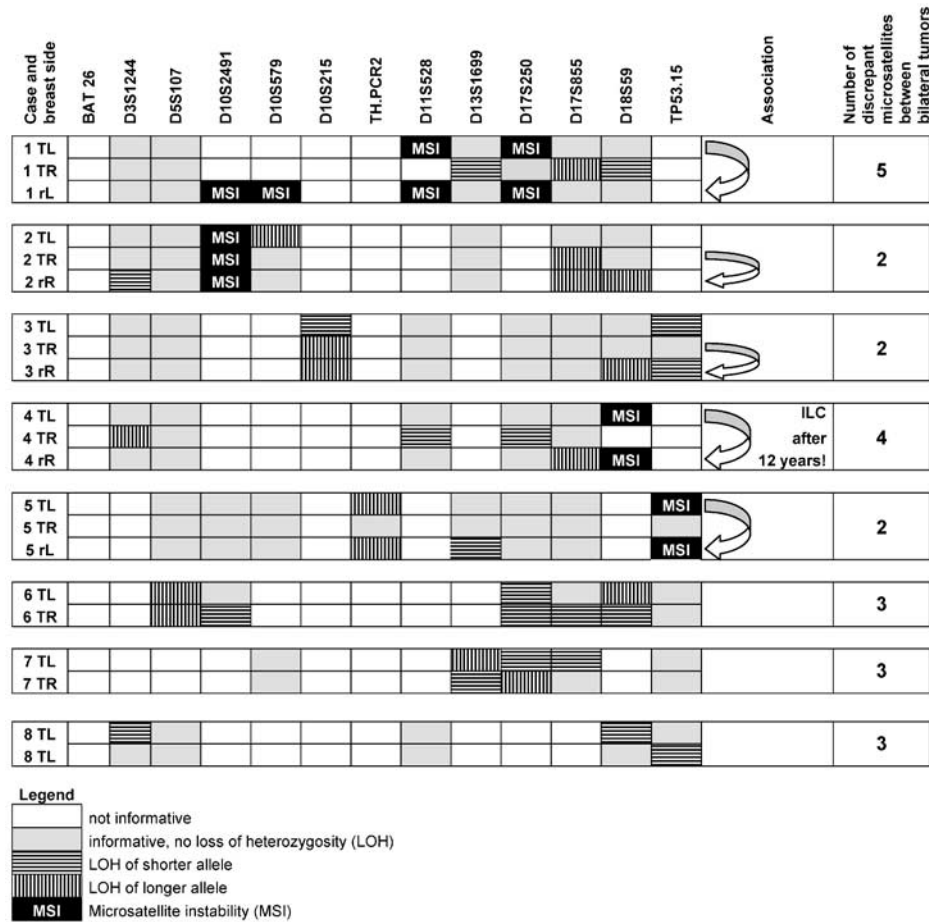 Case and breast side
BAT 26
D3S1244
D5S107
D10S2491
D10S579
D10S215
TH.PCR2
D11S528
D13S1699
D17S250
D17S855
D18S59
TP53.15
Association
Number of discrepant microsatellites between bilateral tumors
1 TL MSI MSI
1 TR 5
1 rL MSI MSI MSI MSI
2 TL MSI
2 TR MSI 2
2 rR MSI
3 TL
3 TR 2
3 rR
4 TL MSI ILC
4 TR after 4
4 rR MSI 12 years!
5 TL MSI
5 TR 2
5 rL MSI
6 TL 3
6 TR
7 TL 3
7 TR
8 TL 3
8 TL
Legend
not informative
informative, no loss of heterozygosity (LOH)
LOH of shorter allele
LOH of longer allele
MSI Microsatellite instability (MSI)